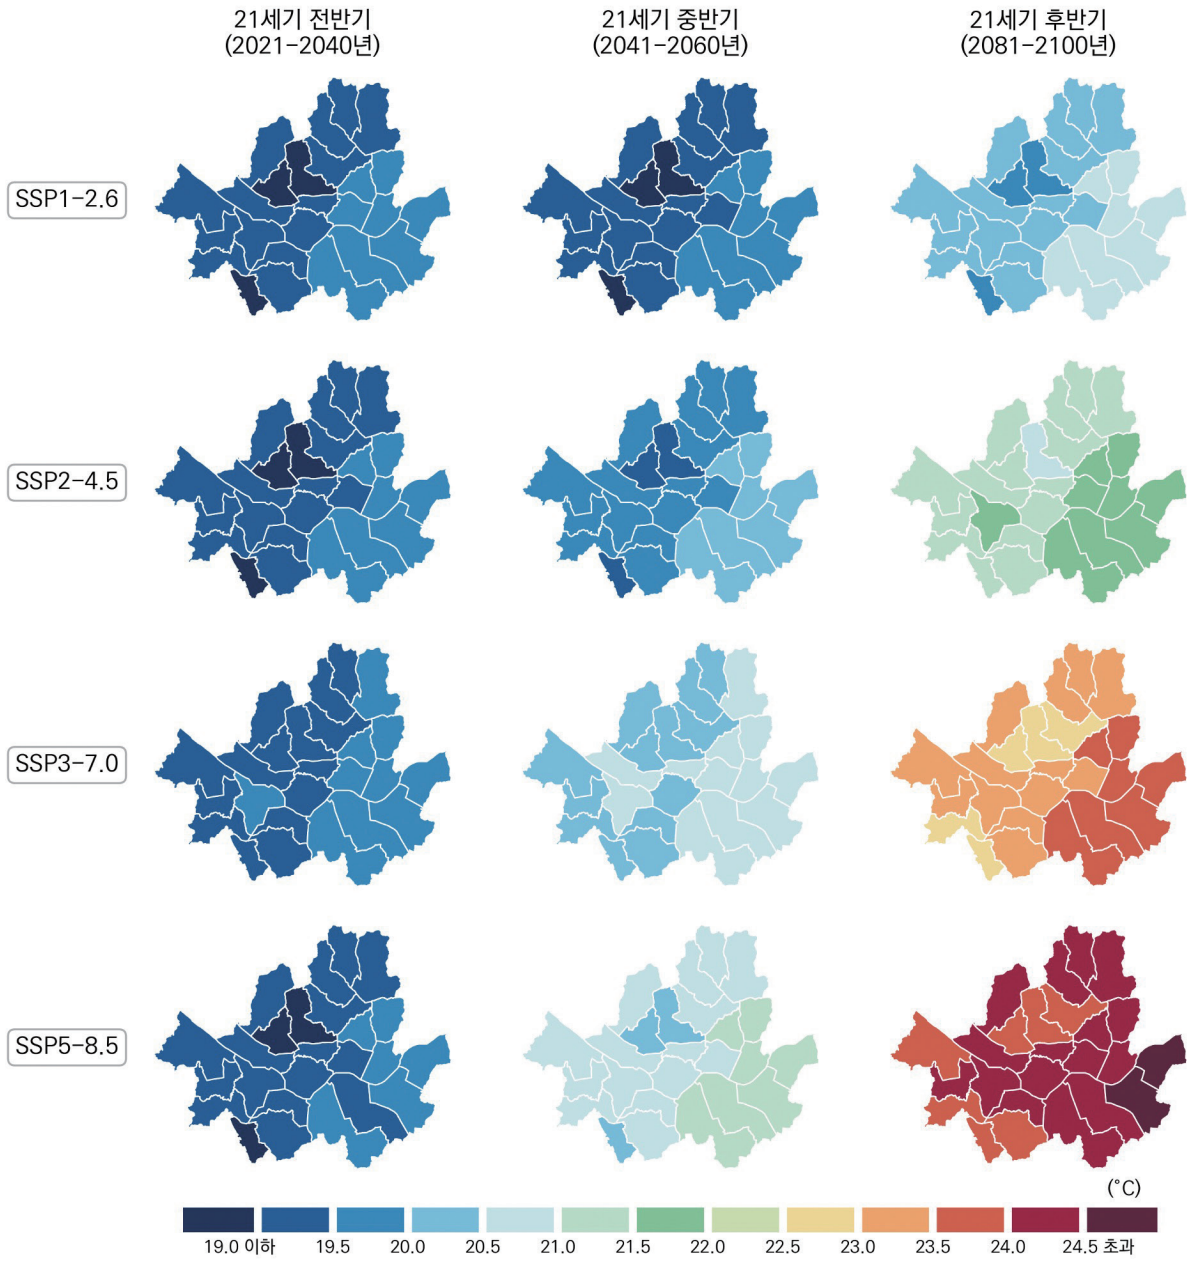 21세기 전반기
(2021-2040년)
21세기 중반기
(2041-2060년)
21세기 후반기
(2081-2100년)
SSP1-2.6
SSP2-4.5
SSP3-7.0
SSP5-8.5
(°C)
19.0 이하 19.5 20.0 20.5 21.0 21.5 22.0 22.5 23.0 23.5 24.0 24.5 초과